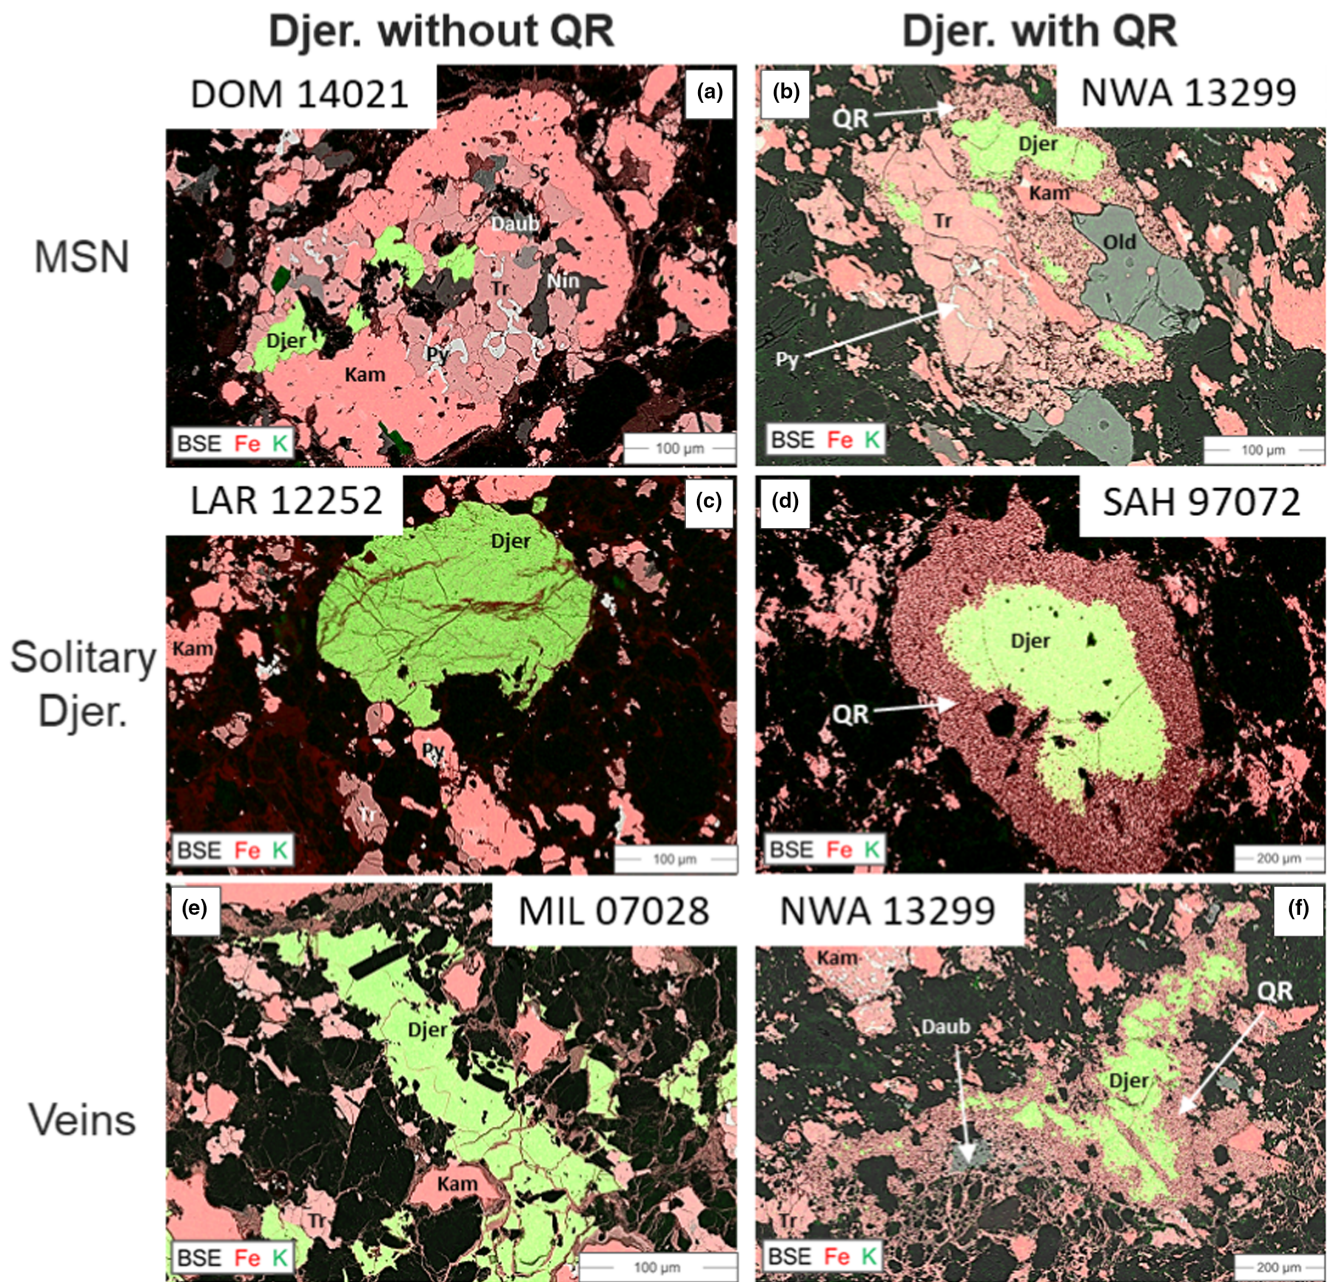 Djer. without QR
Djer. with QR
MSN
DOM 14021
(a)
Sc
Daub
Nin
Tr
Djer
Py
Kam
BSE Fe K
100 µm
(b)
NWA 13299
QR
Djer
Kam
Tr
Old
Py
BSE Fe K
100 µm
Solitary
Djer.
LAR 12252
(c)
Djer
Kam
Py
Tr
BSE Fe K
100 µm
(d)
SAH 97072
Tr
Djer
QR
BSE Fe K
200 µm
Veins
(e)
MIL 07028
Djer
Kam
Tr
BSE Fe K
100 µm
NWA 13299
(f)
Kam
QR
Daub
Djer
Tr
BSE Fe K
200 µm